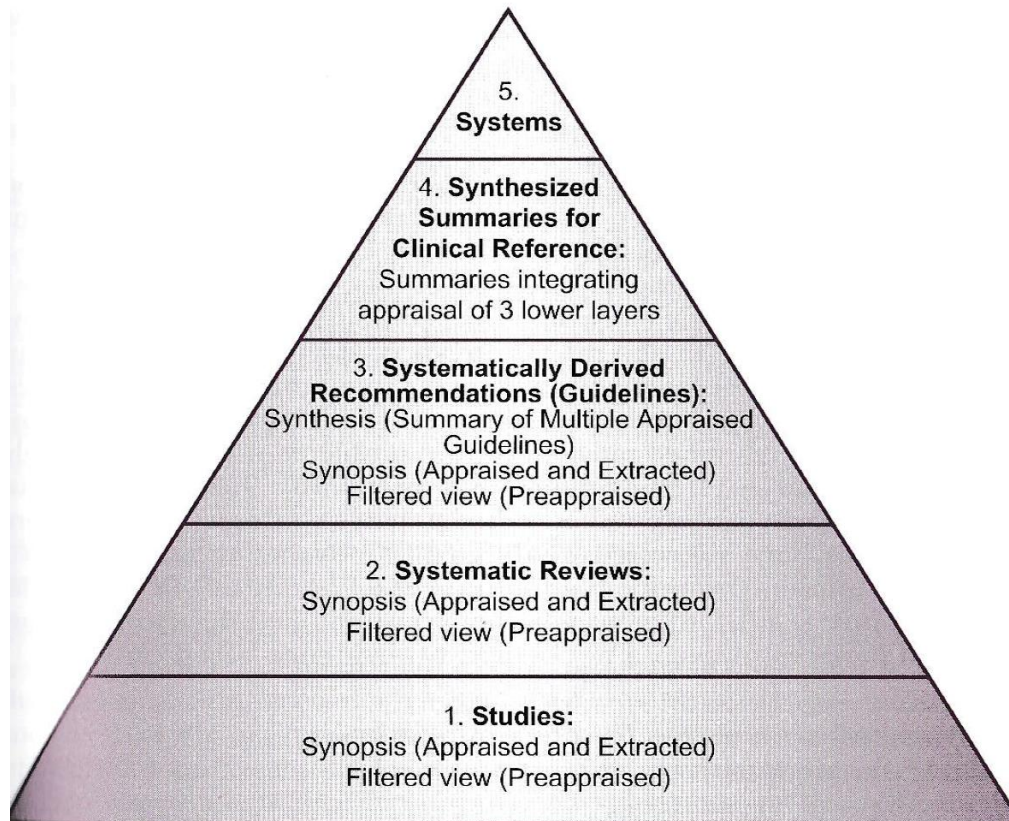 5.
Systems
4. Synthesized
Summaries for
Clinical Reference:
Summaries integrating
appraisal of 3 lower layers
3. Systematically Derived
Recommendations (Guidelines):
Synthesis (Summary of Multiple Appraised
Guidelines)
Synopsis (Appraised and Extracted)
Filtered view (Preappraised)
2. Systematic Reviews:
Synopsis (Appraised and Extracted)
Filtered view (Preappraised)
1. Studies:
Synopsis (Appraised and Extracted)
Filtered view (Preappraised)